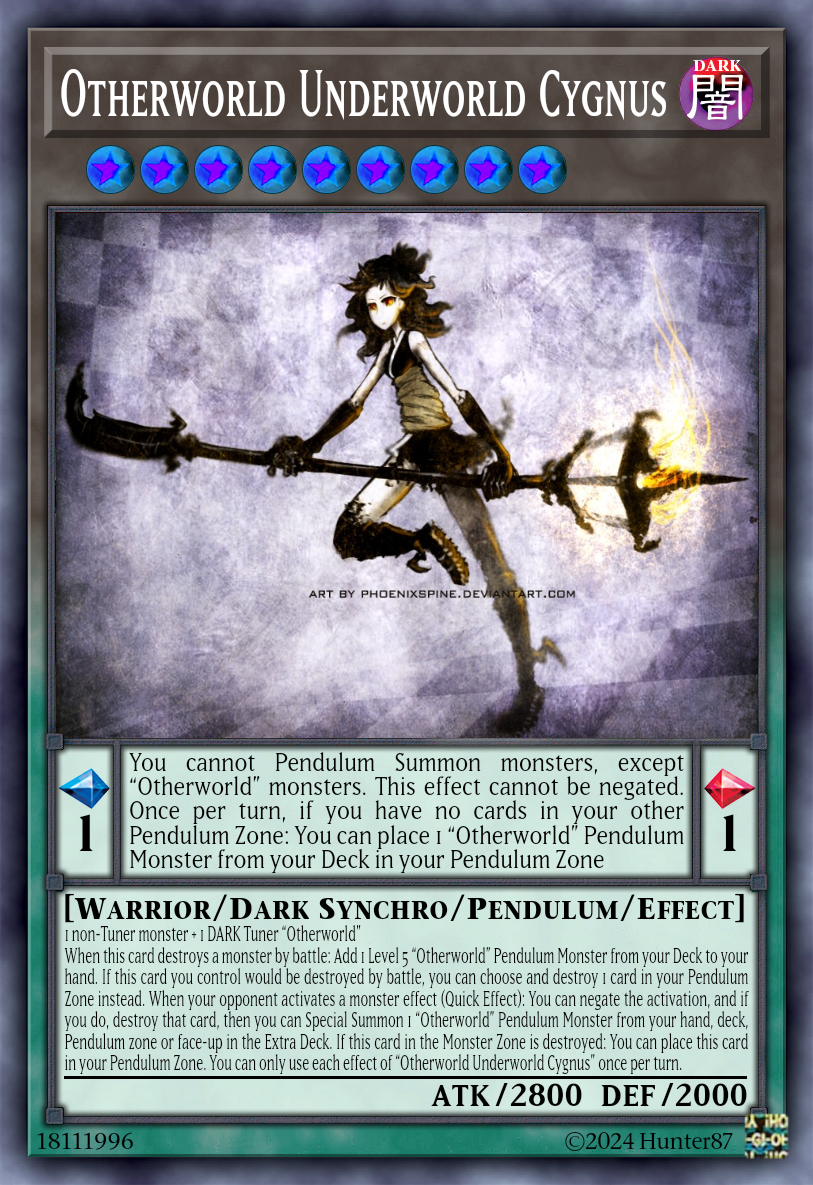 Otherworld Underworld Cygnus
DARK
闇
ART BY PHOENIXSPINE.DEVIANTART.COM
You cannot Pendulum Summon monsters, except
“Otherworld” monsters. This effect cannot be negated.
Once per turn, if you have no cards in your other
Pendulum Zone: You can place 1 “Otherworld” Pendulum
Monster from your Deck in your Pendulum Zone
1
1
[Warrior/Dark Synchro/Pendulum/Effect]
1 non-Tuner monster + 1 DARK Tuner “Otherworld”
When this card destroys a monster by battle: Add 1 Level 5 “Otherworld” Pendulum Monster from your Deck to your
hand. If this card you control would be destroyed by battle, you can choose and destroy 1 card in your Pendulum
Zone instead. When your opponent activates a monster effect (Quick Effect): You can negate the activation, and if
you do, destroy that card, then you can Special Summon 1 “Otherworld” Pendulum Monster from your hand, deck,
Pendulum zone or face-up in the Extra Deck. If this card in the Monster Zone is destroyed: You can place this card
in your Pendulum Zone. You can only use each effect of “Otherworld Underworld Cygnus” once per turn.
ATK/2800 DEF/2000
18111996
©2024 Hunter87